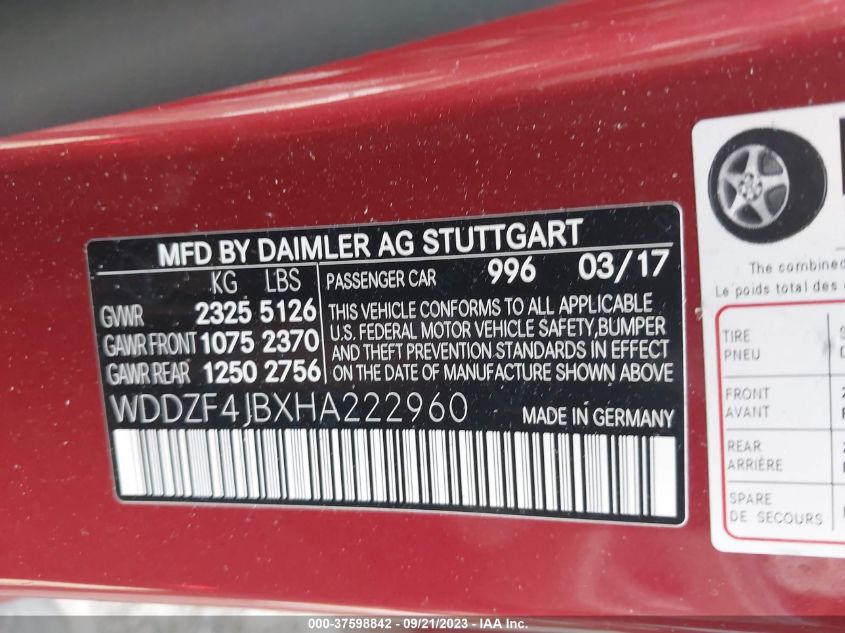 MFD BY DAIMLER AG STUTTGART
KG LBS
GVWR 2325 5126
GAWR FRONT 1075 2370
GAWR REAR 1250 2756
PASSENGER CAR 996 03/17
THIS VEHICLE CONFORMS TO ALL APPLICABLE
U.S. FEDERAL MOTOR VEHICLE SAFETY, BUMPER
AND THEFT PREVENTION STANDARDS IN EFFECT
ON THE DATE OF MANUFACTURE SHOWN ABOVE
WDDZF4JBXHA222960 MADE IN GERMANY
The combined
Le poids total des
TIRE
PNEU
FRONT
AVANT
REAR
ARRIÈRE
SPARE
DE SECOURS
000-37598842 - 09/21/2023 - IAA Inc.